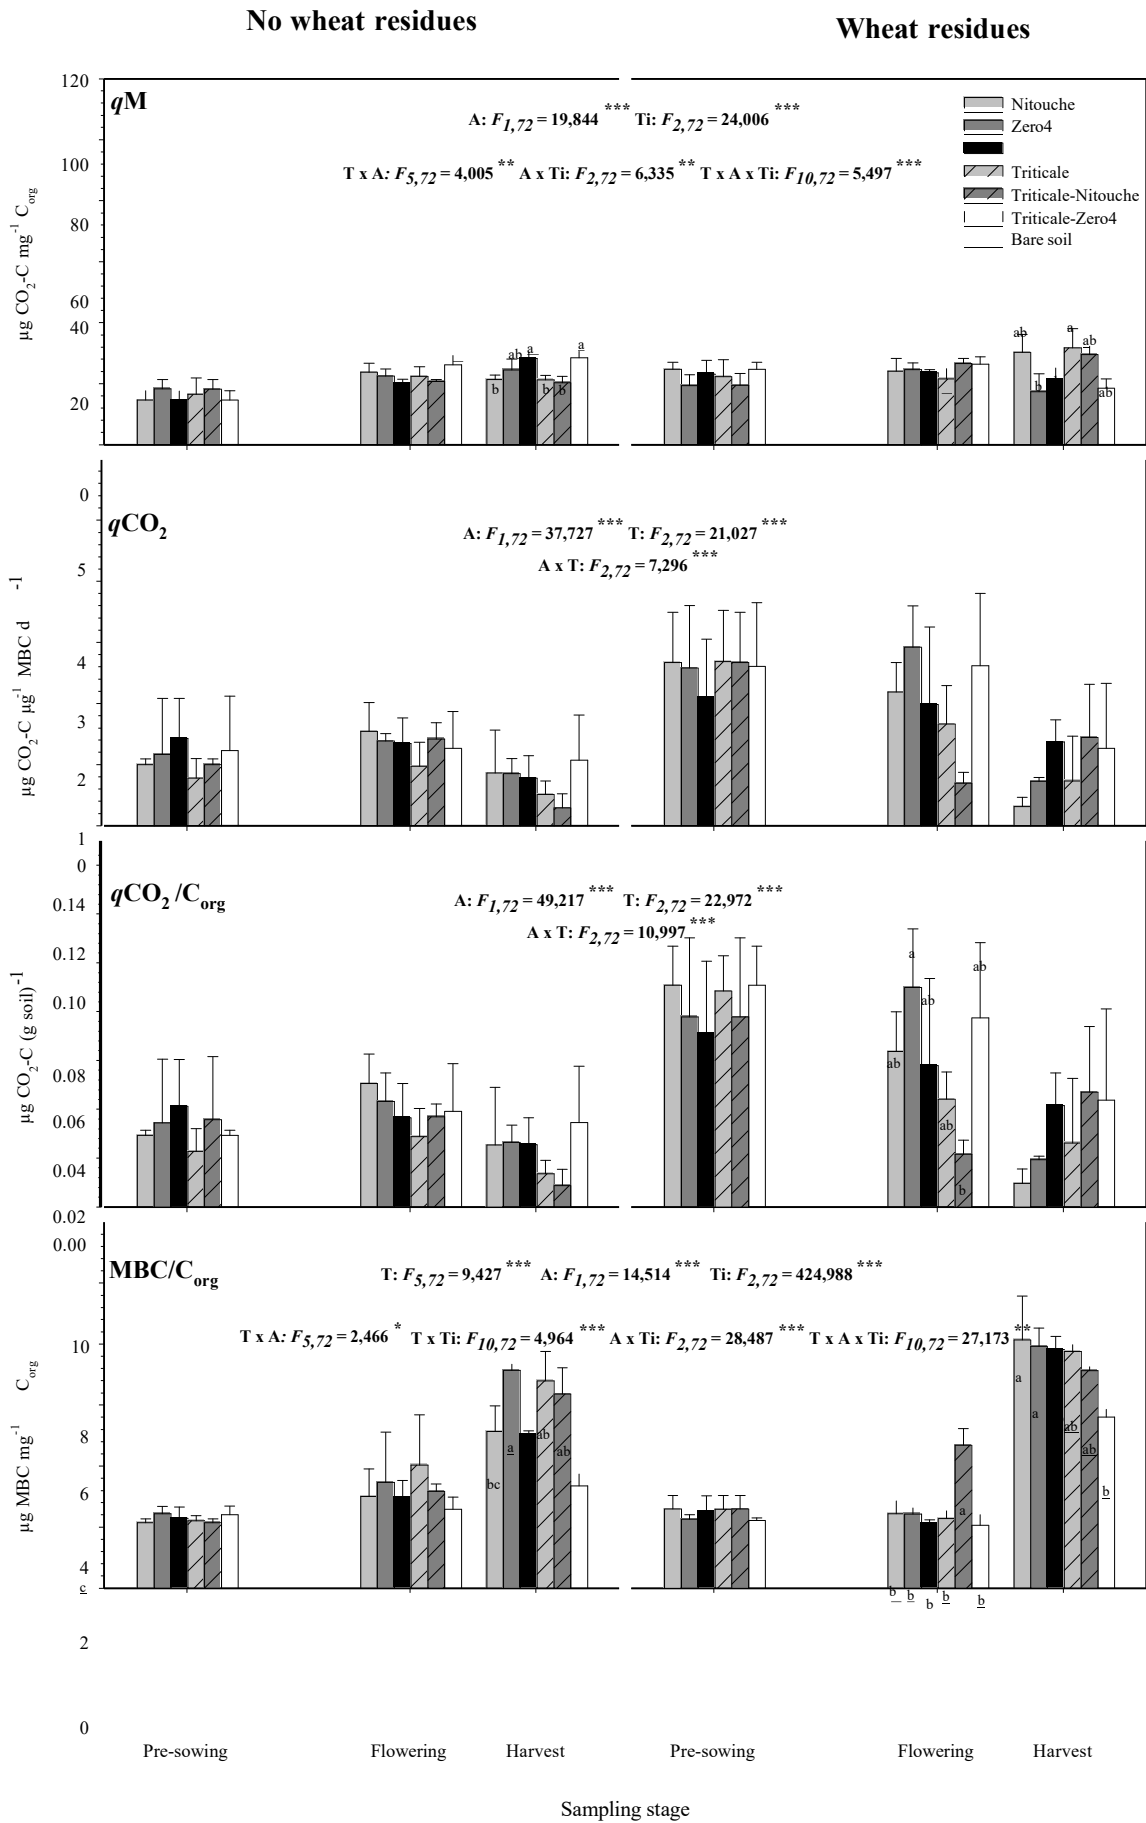 No wheat residues
Wheat residues
120
qM
A: F1,72 = 19,844 *** Ti: F2,72 = 24,006 ***
T x A: F5,72 = 4,005 ** A x Ti: F2,72 = 6,335 ** T x A x Ti: F10,72 = 5,497 ***
Nitouche
Zero4
Triticale
Triticale-Nitouche
Triticale-Zero4
Bare soil
100
80
60
40
20
0
µg CO2-C mg-1 Corg
b
ab
a
b
b
a
ab
b
a
ab
ab
qCO2
A: F1,72 = 37,727 *** T: F2,72 = 21,027 ***
A x T: F2,72 = 7,296 ***
5
4
3
2
1
0
µg CO2-C µg-1 MBC d -1
qCO2 /Corg
A: F1,72 = 49,217 *** T: F2,72 = 22,972 ***
A x T: F2,72 = 10,997 ***
0.14
0.12
0.10
0.08
0.06
0.04
0.02
0.00
µg CO2-C (g soil)-1
ab
a
ab
ab
b
ab
MBC/Corg
T: F5,72 = 9,427 *** A: F1,72 = 14,514 *** Ti: F2,72 = 424,988 ***
T x A: F5,72 = 2,466 * T x Ti: F10,72 = 4,964 *** A x Ti: F2,72 = 28,487 *** T x A x Ti: F10,72 = 27,173 **
10
8
6
4
2
0
µg MBC mg-1 Corg
c
bc
a
ab
ab
b
b
b
b
a
b
a
a
ab
ab
b
Pre-sowing
Flowering
Harvest
Pre-sowing
Flowering
Harvest
Sampling stage